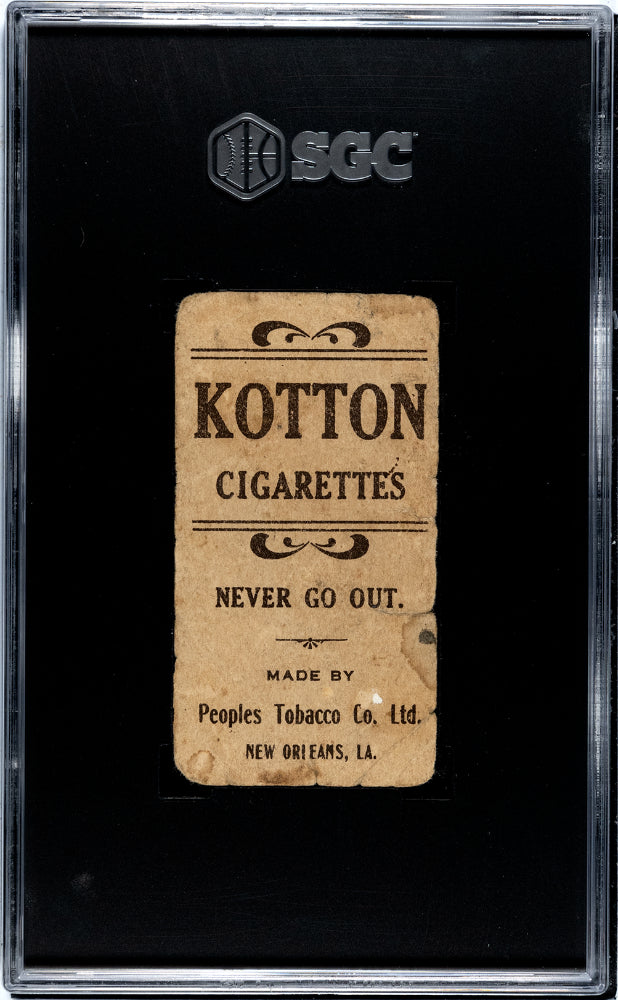 SGC
KOTTON
CIGARETTES
NEVER GO OUT.
MADE BY
Peoples Tobacco Co. Ltd.
NEW ORLEANS, LA.